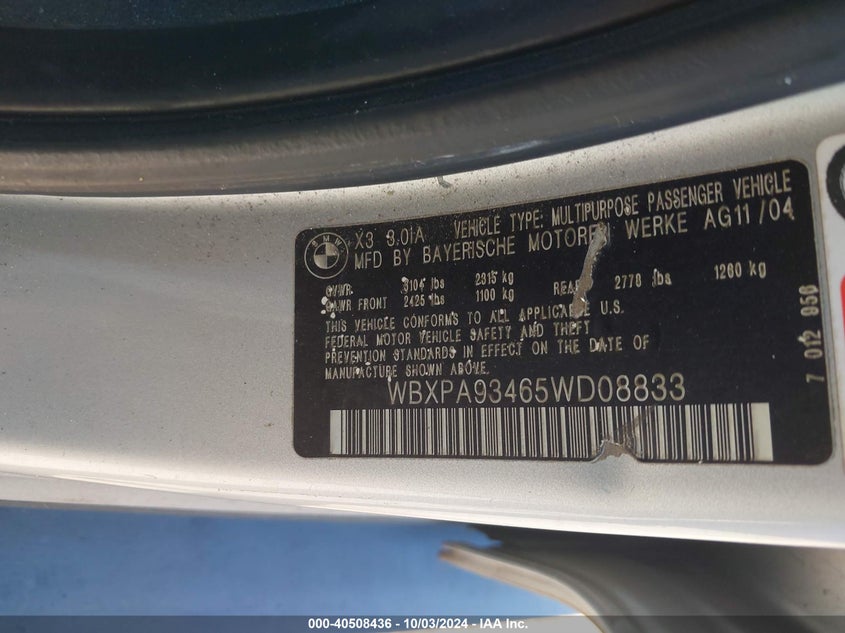 BMW
X3 3.0IA VEHICLE TYPE: MULTIPURPOSE PASSENGER VEHICLE
MFD BY BAYERISCHE MOTOREN WERKE AG11/04
GVWR 5104 lbs 2315 kg REAR 2778 lbs 1260 kg
GAWR FRONT 2425 lbs 1100 kg
THIS VEHICLE CONFORMS TO ALL APPLICABLE U.S.
FEDERAL MOTOR VEHICLE SAFETY AND THEFT
PREVENTION STANDARDS IN EFFECT ON THE DATE OF
MANUFACTURE SHOWN ABOVE.
WBXPA93465WD08833
7 012 956
000-40508436 - 10/03/2024 - IAA Inc.